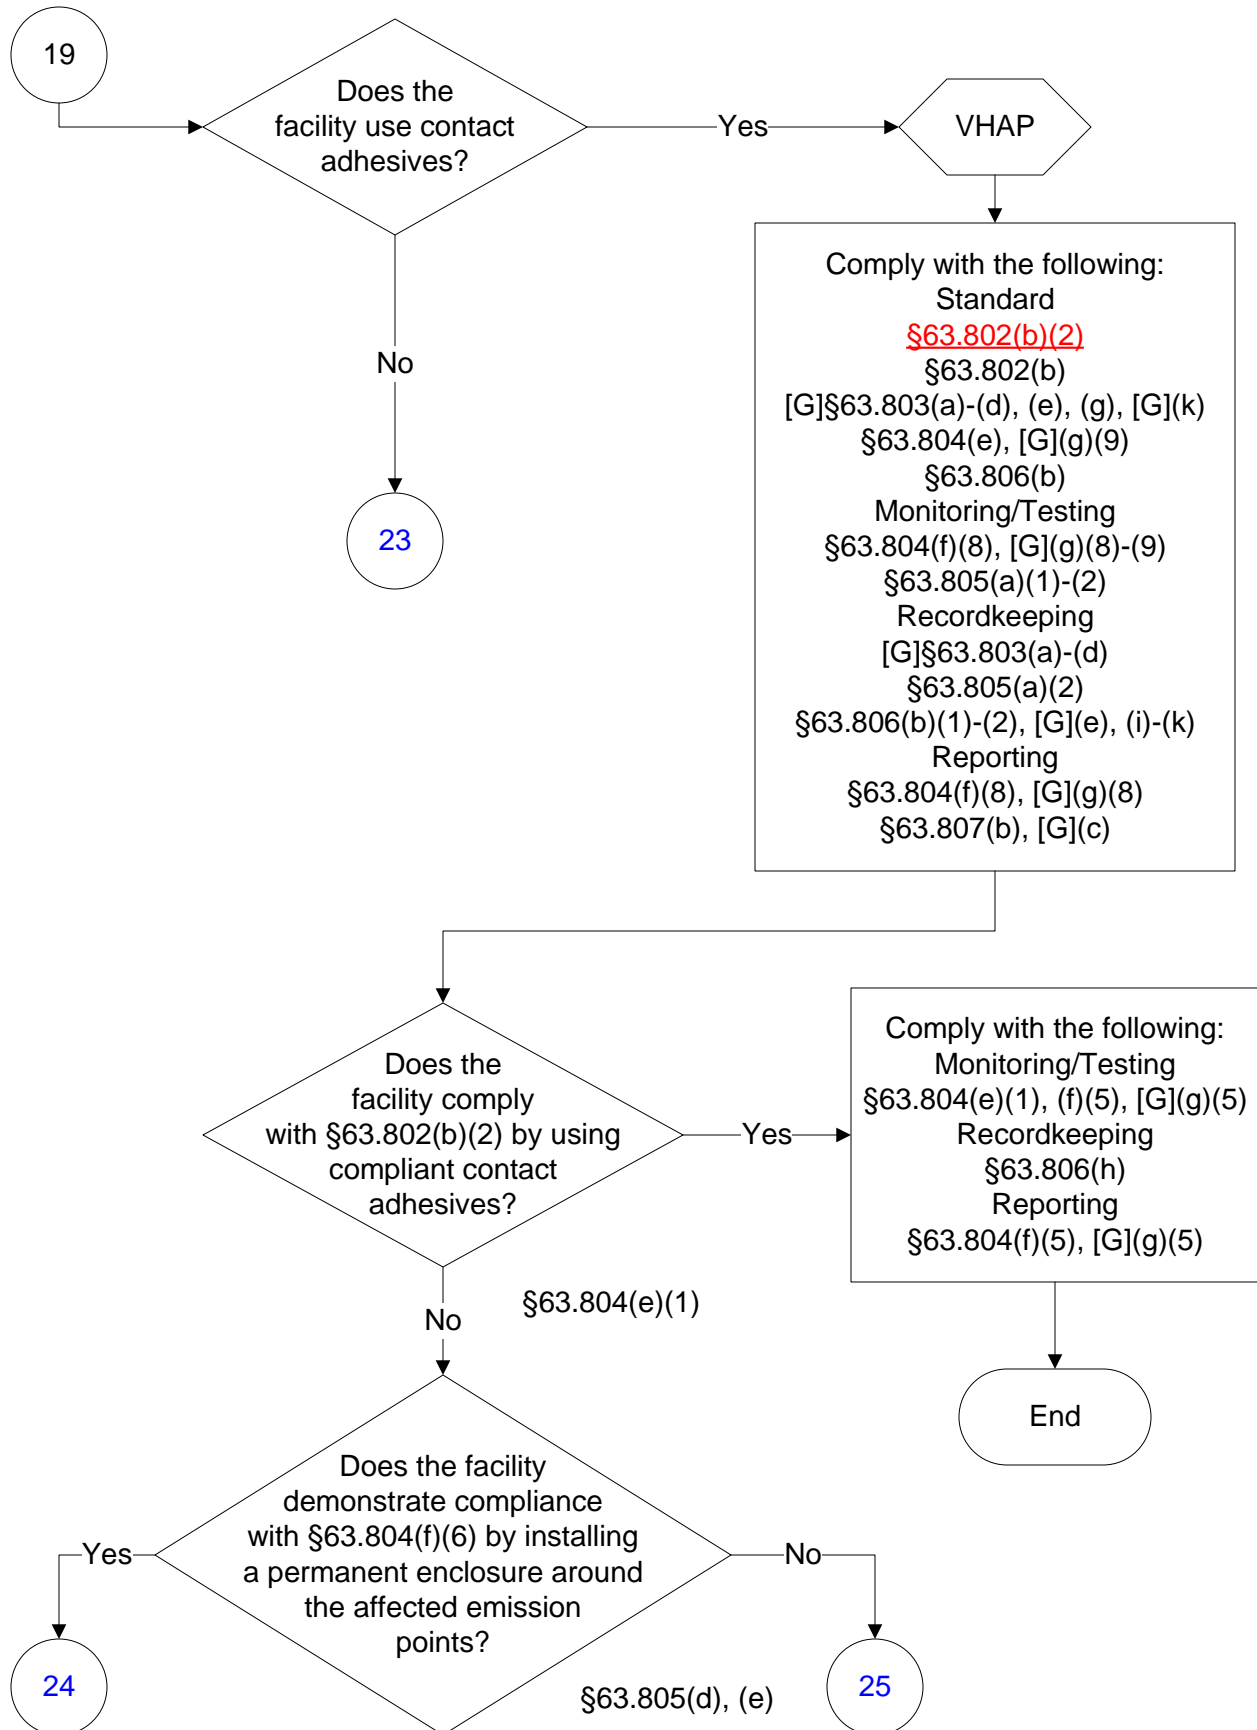 19
Does the
facility use contact
adhesives?
Yes
VHAP
No
23
Comply with the following:
Standard
§63.802(b)(2)
§63.802(b)
[G]§63.803(a)-(d), (e), (g), [G](k)
§63.804(e), [G](g)(9)
§63.806(b)
Monitoring/Testing
§63.804(f)(8), [G](g)(8)-(9)
§63.805(a)(1)-(2)
Recordkeeping
[G]§63.803(a)-(d)
§63.805(a)(2)
§63.806(b)(1)-(2), [G](e), (i)-(k)
Reporting
§63.804(f)(8), [G](g)(8)
§63.807(b), [G](c)
Does the
facility comply
with §63.802(b)(2) by using
compliant contact
adhesives?
Yes
Comply with the following:
Monitoring/Testing
§63.804(e)(1), (f)(5), [G](g)(5)
Recordkeeping
§63.806(h)
Reporting
§63.804(f)(5), [G](g)(5)
End
No
§63.804(e)(1)
Does the facility
demonstrate compliance
with §63.804(f)(6) by installing
a permanent enclosure around
the affected emission
points?
Yes
No
24
§63.805(d), (e)
25